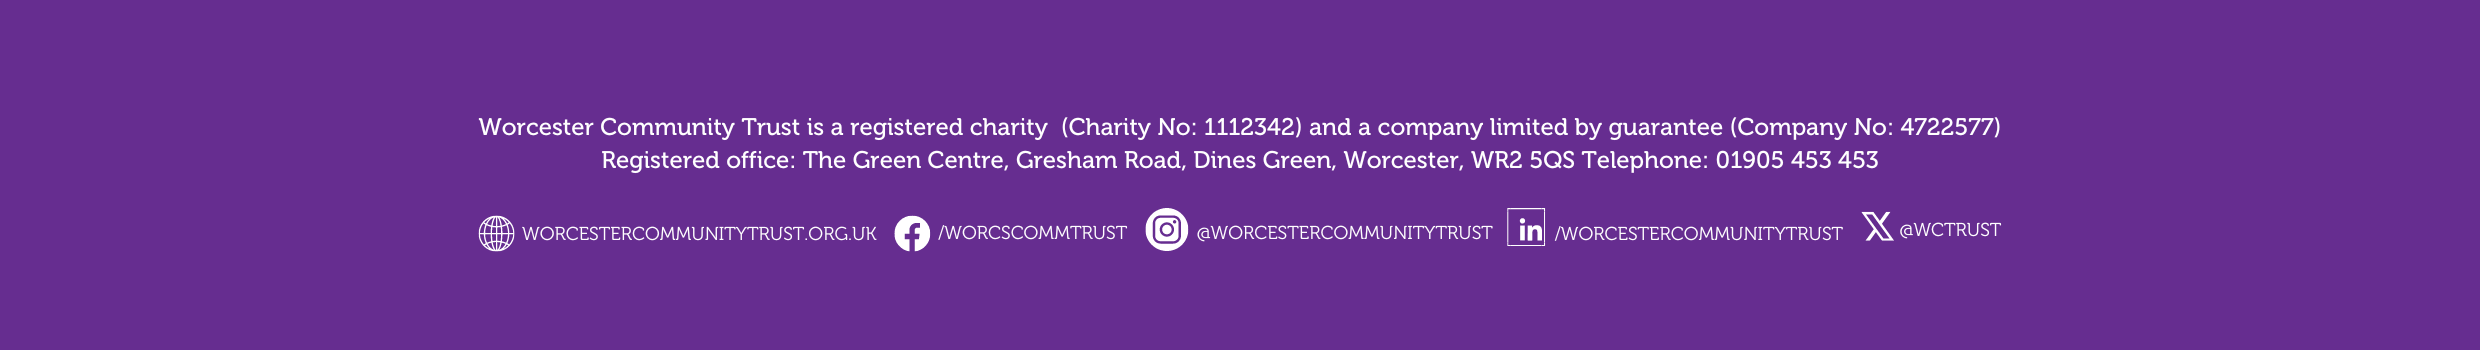 Worcester Community Trust is a registered charity  (Charity No: 1112342) and a company limited by guarantee (Company No: 4722577)
Registered office: The Green Centre, Gresham Road, Dines Green, Worcester, WR2 5QS Telephone: 01905 453 453
WORCESTERCOMMUNITYTRUST.ORG.UK /WORCSCOMMTRUST @WORCESTERCOMMUNITYTRUST in /WORCESTERCOMMUNITYTRUST @WCTRUST